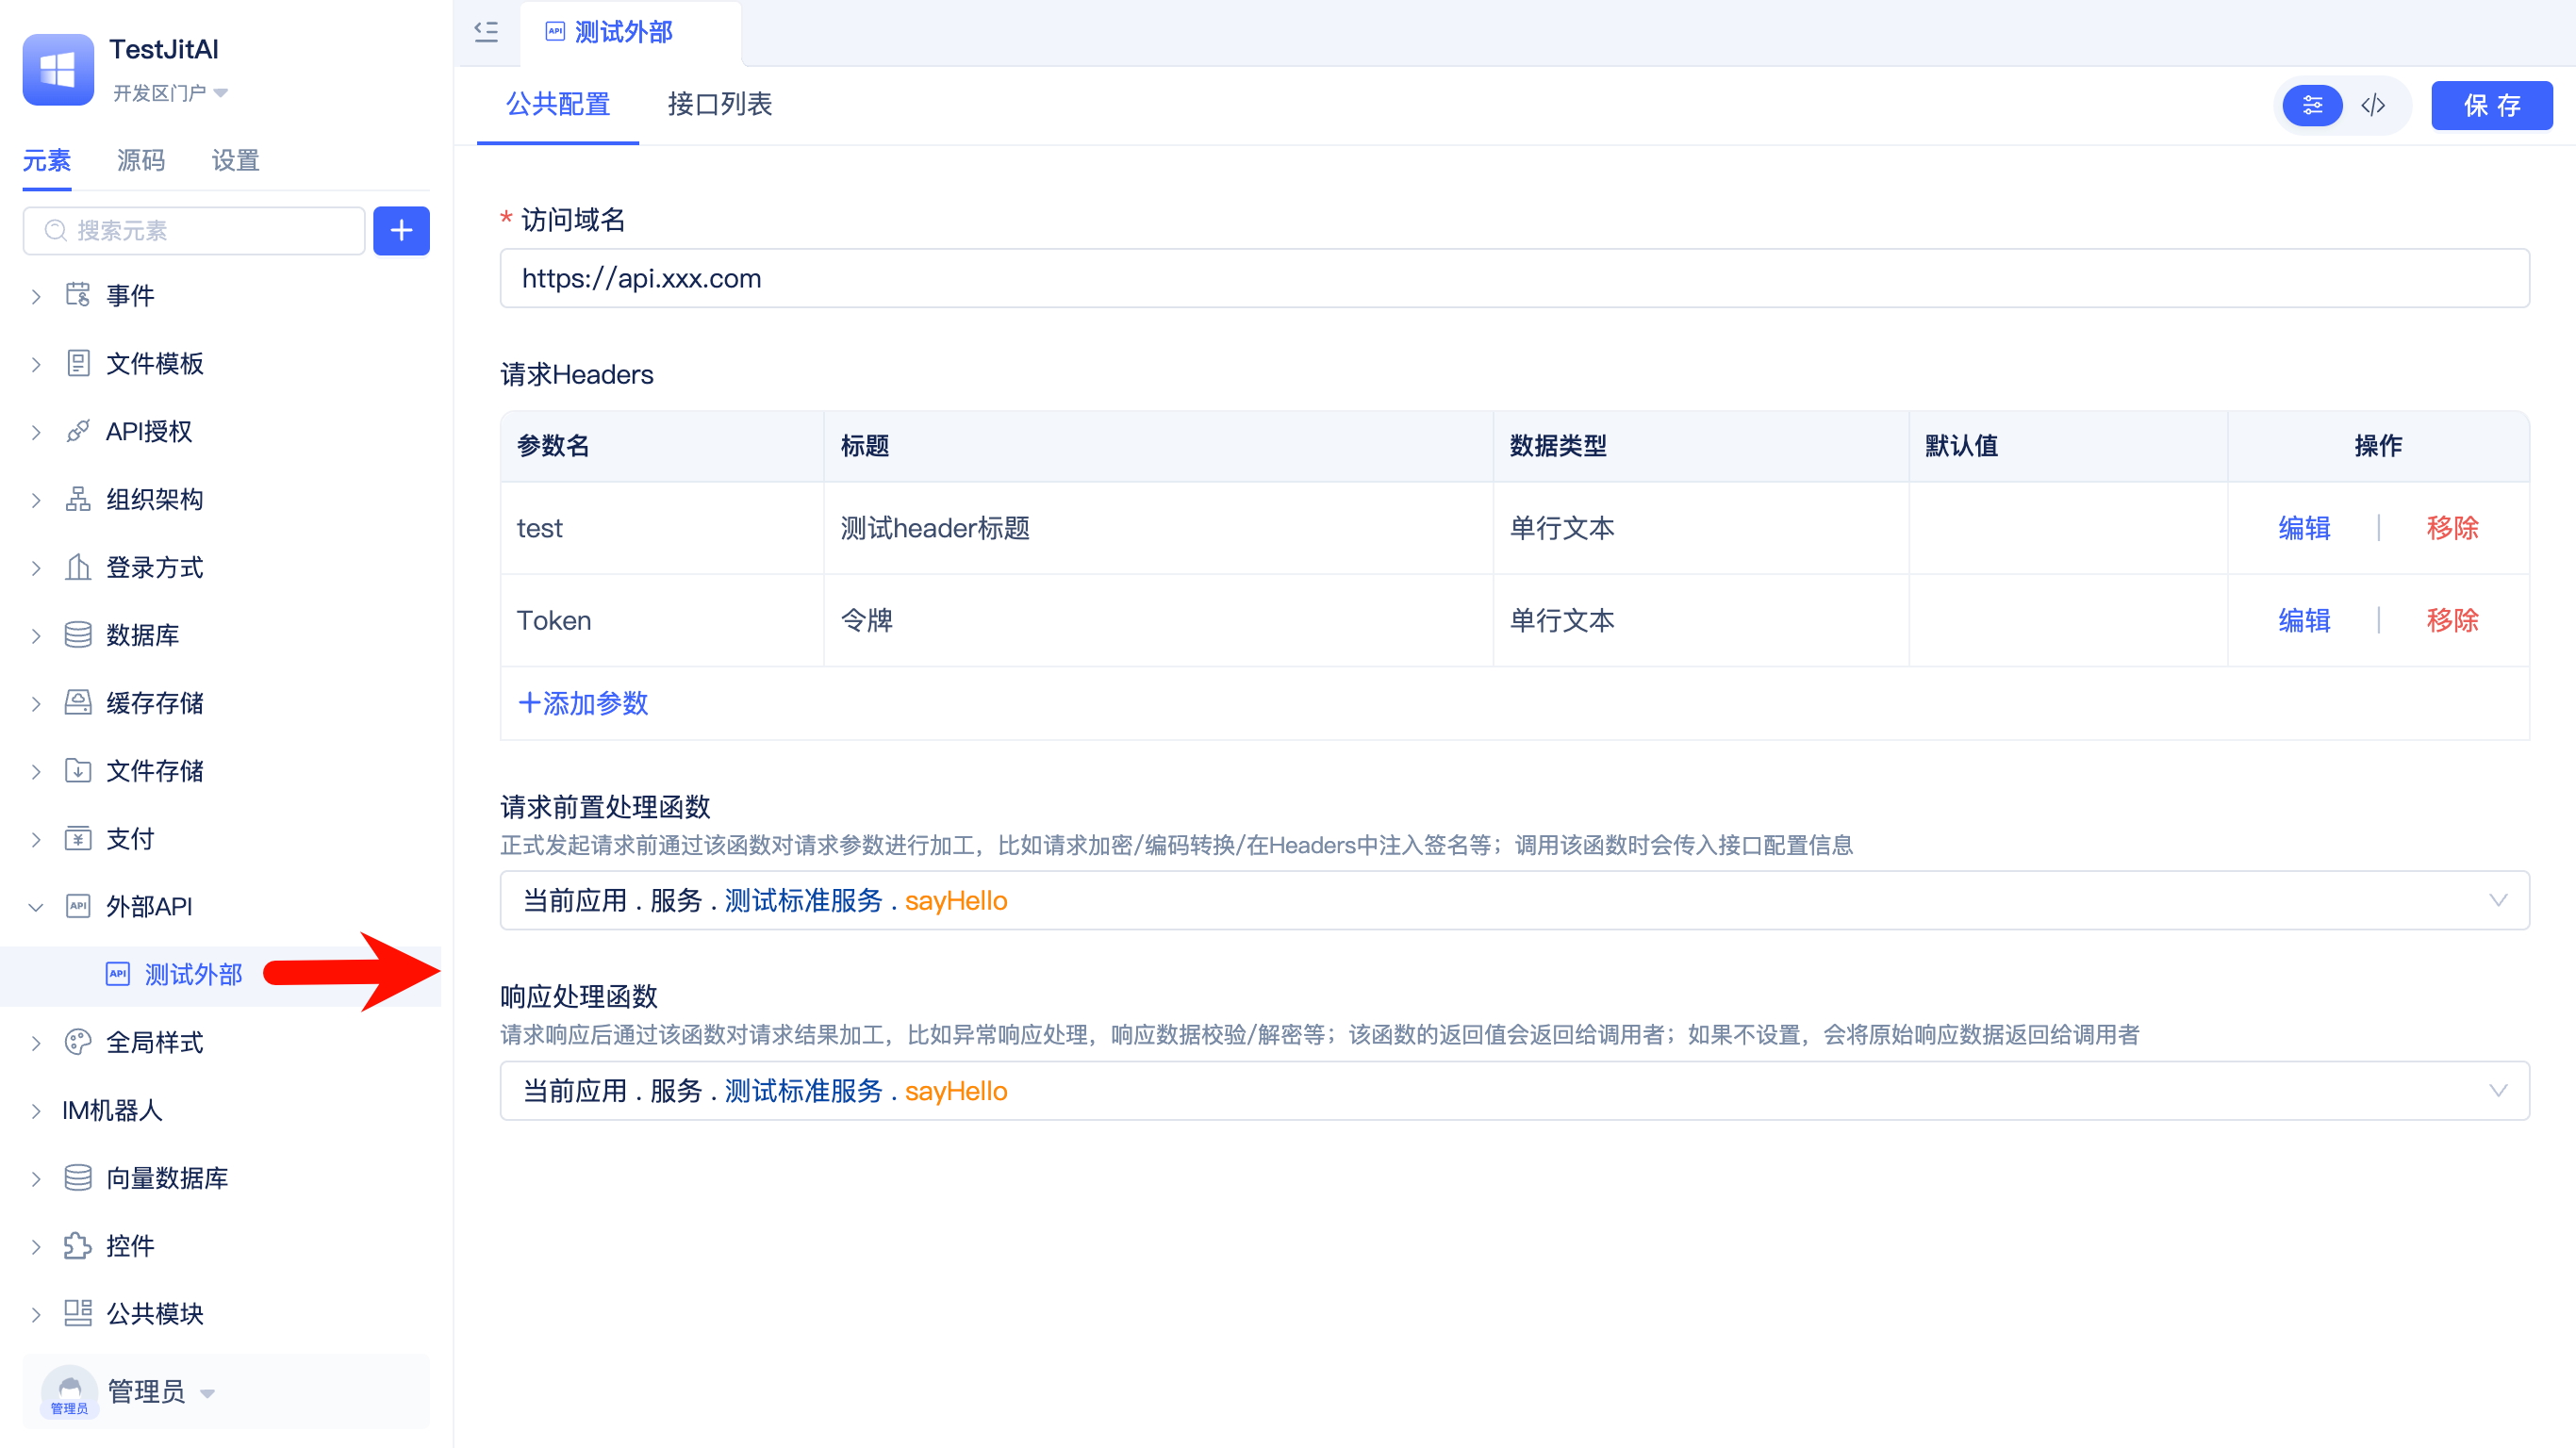 TestJitAI
开发区门户
元素 源码 设置
搜索元素
事件
文件模板
API授权
组织架构
登录方式
数据库
缓存存储
文件存储
支付
外部API
测试外部
全局样式
IM机器人
向量数据库
控件
公共模块
管理员
管理员
测试外部
公共配置 接口列表
保 存
* 访问域名
https://api.xxx.com
请求Headers
参数名 标题 数据类型 默认值 操作
test 测试header标题 单行文本 编辑 | 移除
Token 令牌 单行文本 编辑 | 移除
+添加参数
请求前置处理函数
正式发起请求前通过该函数对请求参数进行加工，比如请求加密/编码转换/在Headers中注入签名等；调用该函数时会传入接口配置信息
当前应用 . 服务 . 测试标准服务 . sayHello
响应处理函数
请求响应后通过该函数对请求结果加工，比如异常响应处理，响应数据校验/解密等；该函数的返回值会返回给调用者；如果不设置，会将原始响应数据返回给调用者
当前应用 . 服务 . 测试标准服务 . sayHello